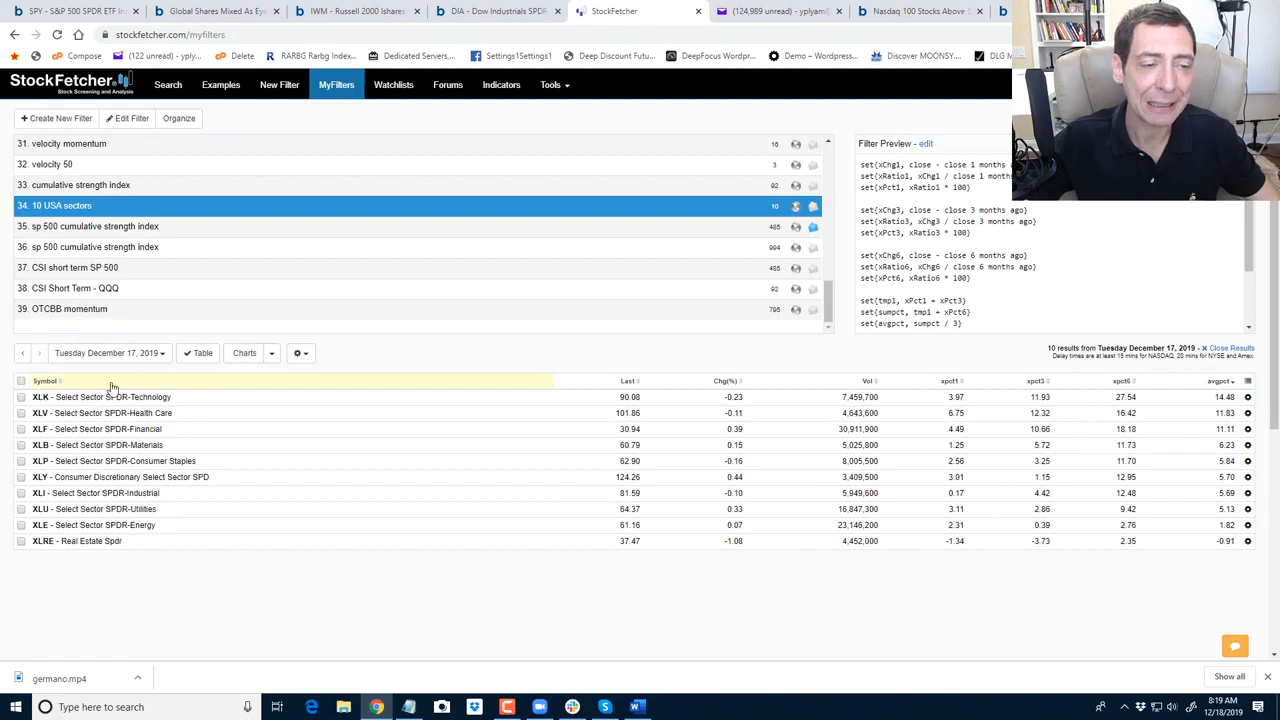 SPY - S&P 500 SPDR ETF In
Global Shares Mixed As Eye
IWM - Russell 2000 Ishares
DIA - Dow Industrials SPDR
StockFetcher
(124,989 unread) - yplyam@
Nasdaq 100 Stocks Above 5
stockfetcher.com/myfilters
Apps
Compose
(122 unread) - yply...
RARBG Rarbg Index...
Dedicated Servers,...
Settings1Settings1
Deep Discount Futu...
DeepFocus Wordpr...
Demo – Wordpress...
Discover MOONSY...
DLG M
StockFetcher
Stock Screening and Analysis
Search
Examples
New Filter
MyFilters
Watchlists
Forums
Indicators
Tools
Create New Filter
Edit Filter
Organize
31. velocity momentum 16
32. velocity 50 3
33. cumulative strength index 92
34. 10 USA sectors 10
35. sp 500 cumulative strength index 485
36. sp 500 cumulative strength index 994
37. CSI short term SP 500 485
38. CSI Short Term - QQQ 92
39. OTCBB momentum 795
Filter Preview - edit
set{xChg1, close - close 1 months ago}
set{xRatio1, xChg1 / close 1 months
set{xPct1, xRatio1 * 100}
set{xChg3, close - close 3 months ago}
set{xRatio3, xChg3 / close 3 months ago}
set{xPct3, xRatio3 * 100}
set{xChg6, close - close 6 months ago}
set{xRatio6, xChg6 / close 6 months ago}
set{xPct6, xRatio6 * 100}
set{tmp1, xPct1 + xPct3}
set{sumpct, tmp1 + xPct6}
set{avgpct, sumpct / 3}
Tuesday December 17, 2019
Table
Charts
10 results from Tuesday December 17, 2019 - Close Results
Delay times are at least 15 mins for NASDAQ, 20 mins for NYSE and Amex.
Symbol Last Chg(%) Vol xpct1 xpct3 xpct6 avgpct
XLK - Select Sector SPDR-Technology 90.08 -0.23 7,459,700 3.97 11.93 27.54 14.48
XLV - Select Sector SPDR-Health Care 101.86 -0.11 4,643,600 6.75 12.32 16.42 11.83
XLF - Select Sector SPDR-Financial 30.94 0.39 30,911,900 4.49 10.66 18.18 11.11
XLB - Select Sector SPDR-Materials 60.79 0.15 5,025,800 1.25 5.72 11.73 6.23
XLP - Select Sector SPDR-Consumer Staples 62.90 -0.16 8,005,500 2.56 3.25 11.70 5.84
XLY - Consumer Discretionary Select Sector SPD 124.26 0.44 3,409,500 3.01 1.15 12.95 5.70
XLI - Select Sector SPDR-Industrial 81.59 -0.10 5,949,600 0.17 4.42 12.48 5.69
XLU - Select Sector SPDR-Utilities 64.37 0.33 16,847,300 3.11 2.86 9.42 5.13
XLE - Select Sector SPDR-Energy 61.16 0.07 23,146,200 2.31 0.39 2.76 1.82
XLRE - Real Estate Spdr 37.47 -1.08 4,452,000 -1.34 -3.73 2.35 -0.91
germano.mp4
Show all
Type here to search
8:19 AM
12/18/2019